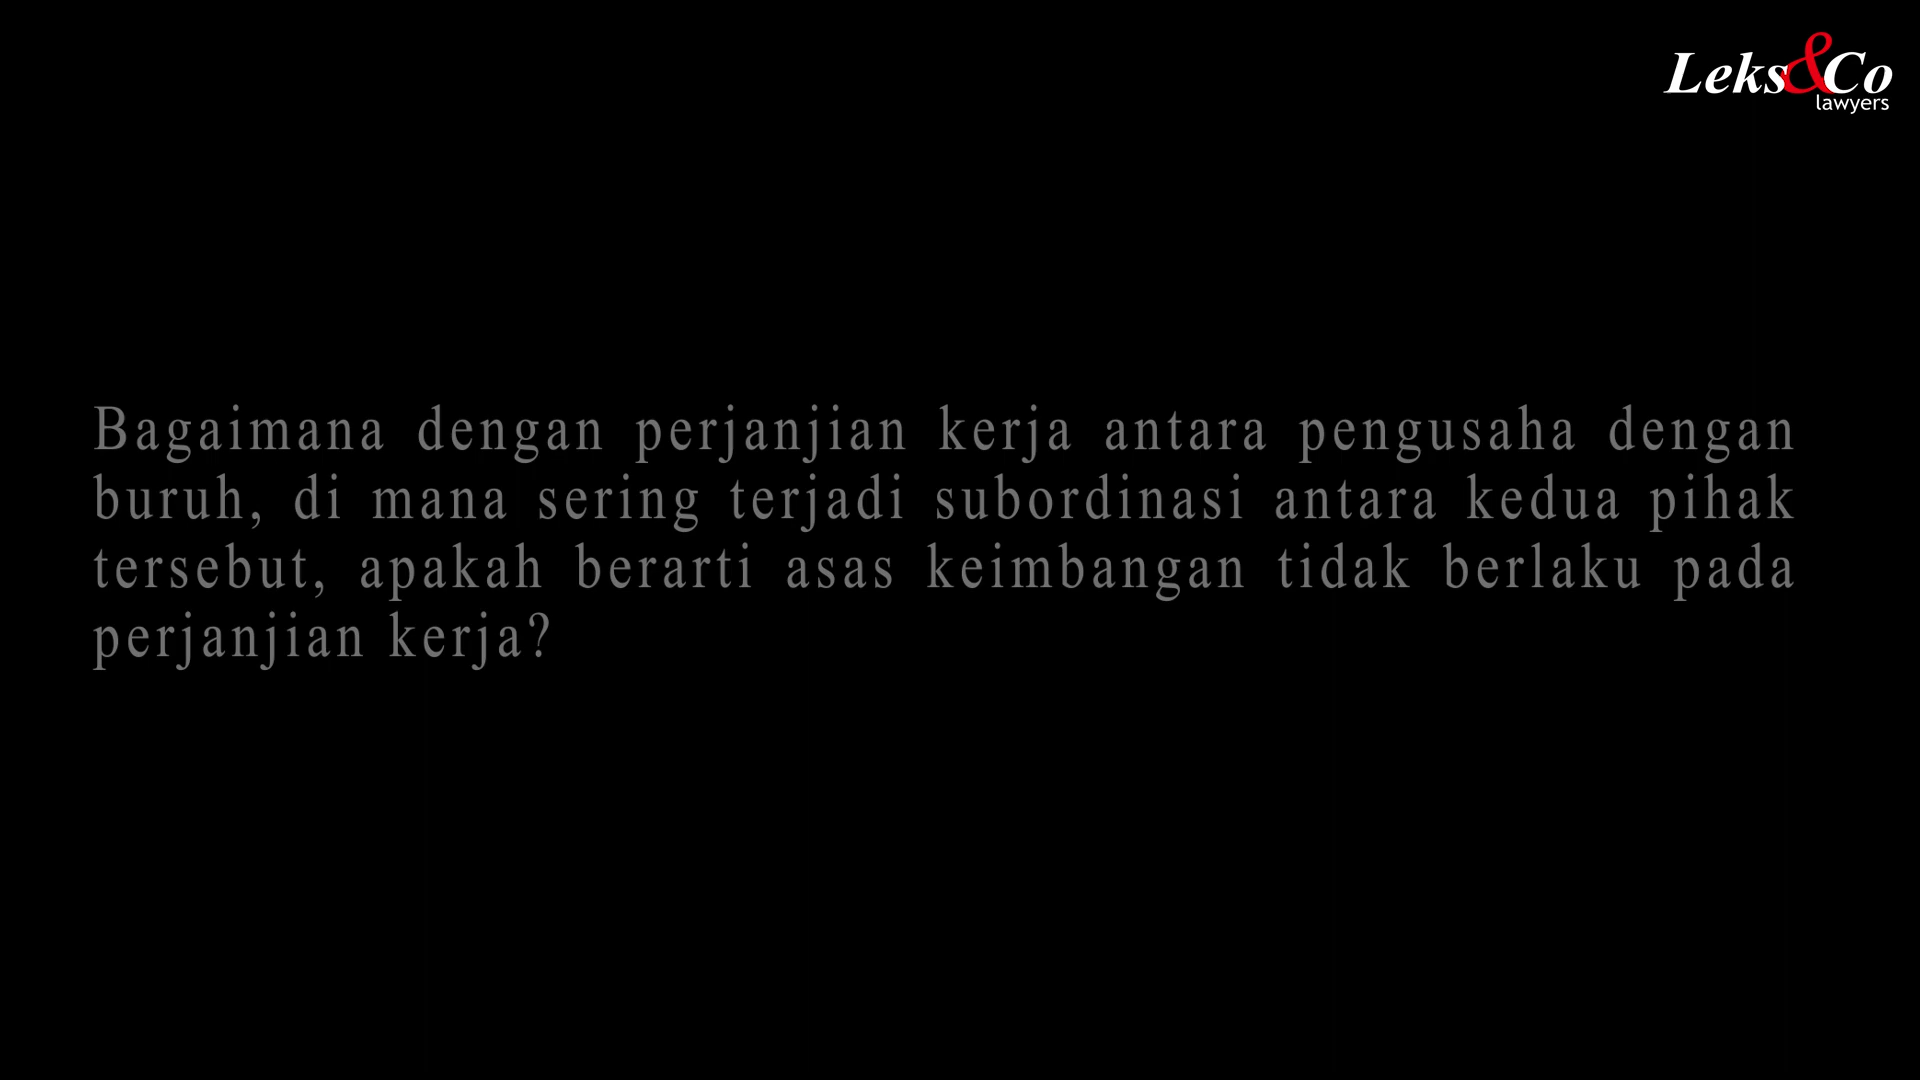 Leks&Co
lawyers
Bagaimana dengan perjanjian kerja antara pengusaha dengan
buruh, di mana sering terjadi subordinasi antara kedua pihak
tersebut, apakah berarti asas keimbangan tidak berlaku pada
perjanjian kerja?